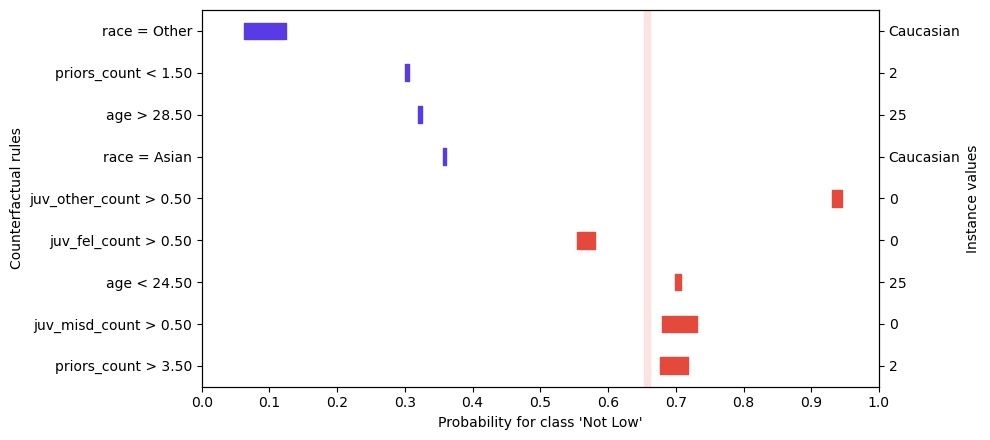 race = Other
Caucasian
priors_count < 1.50
2
age > 28.50
25
race = Asian
Caucasian
juv_other_count > 0.50
0
juv_fel_count > 0.50
0
age < 24.50
25
juv_misd_count > 0.50
0
priors_count > 3.50
2
Counterfactual rules
Instance values
0.0 0.1 0.2 0.3 0.4 0.5 0.6 0.7 0.8 0.9 1.0
Probability for class 'Not Low'